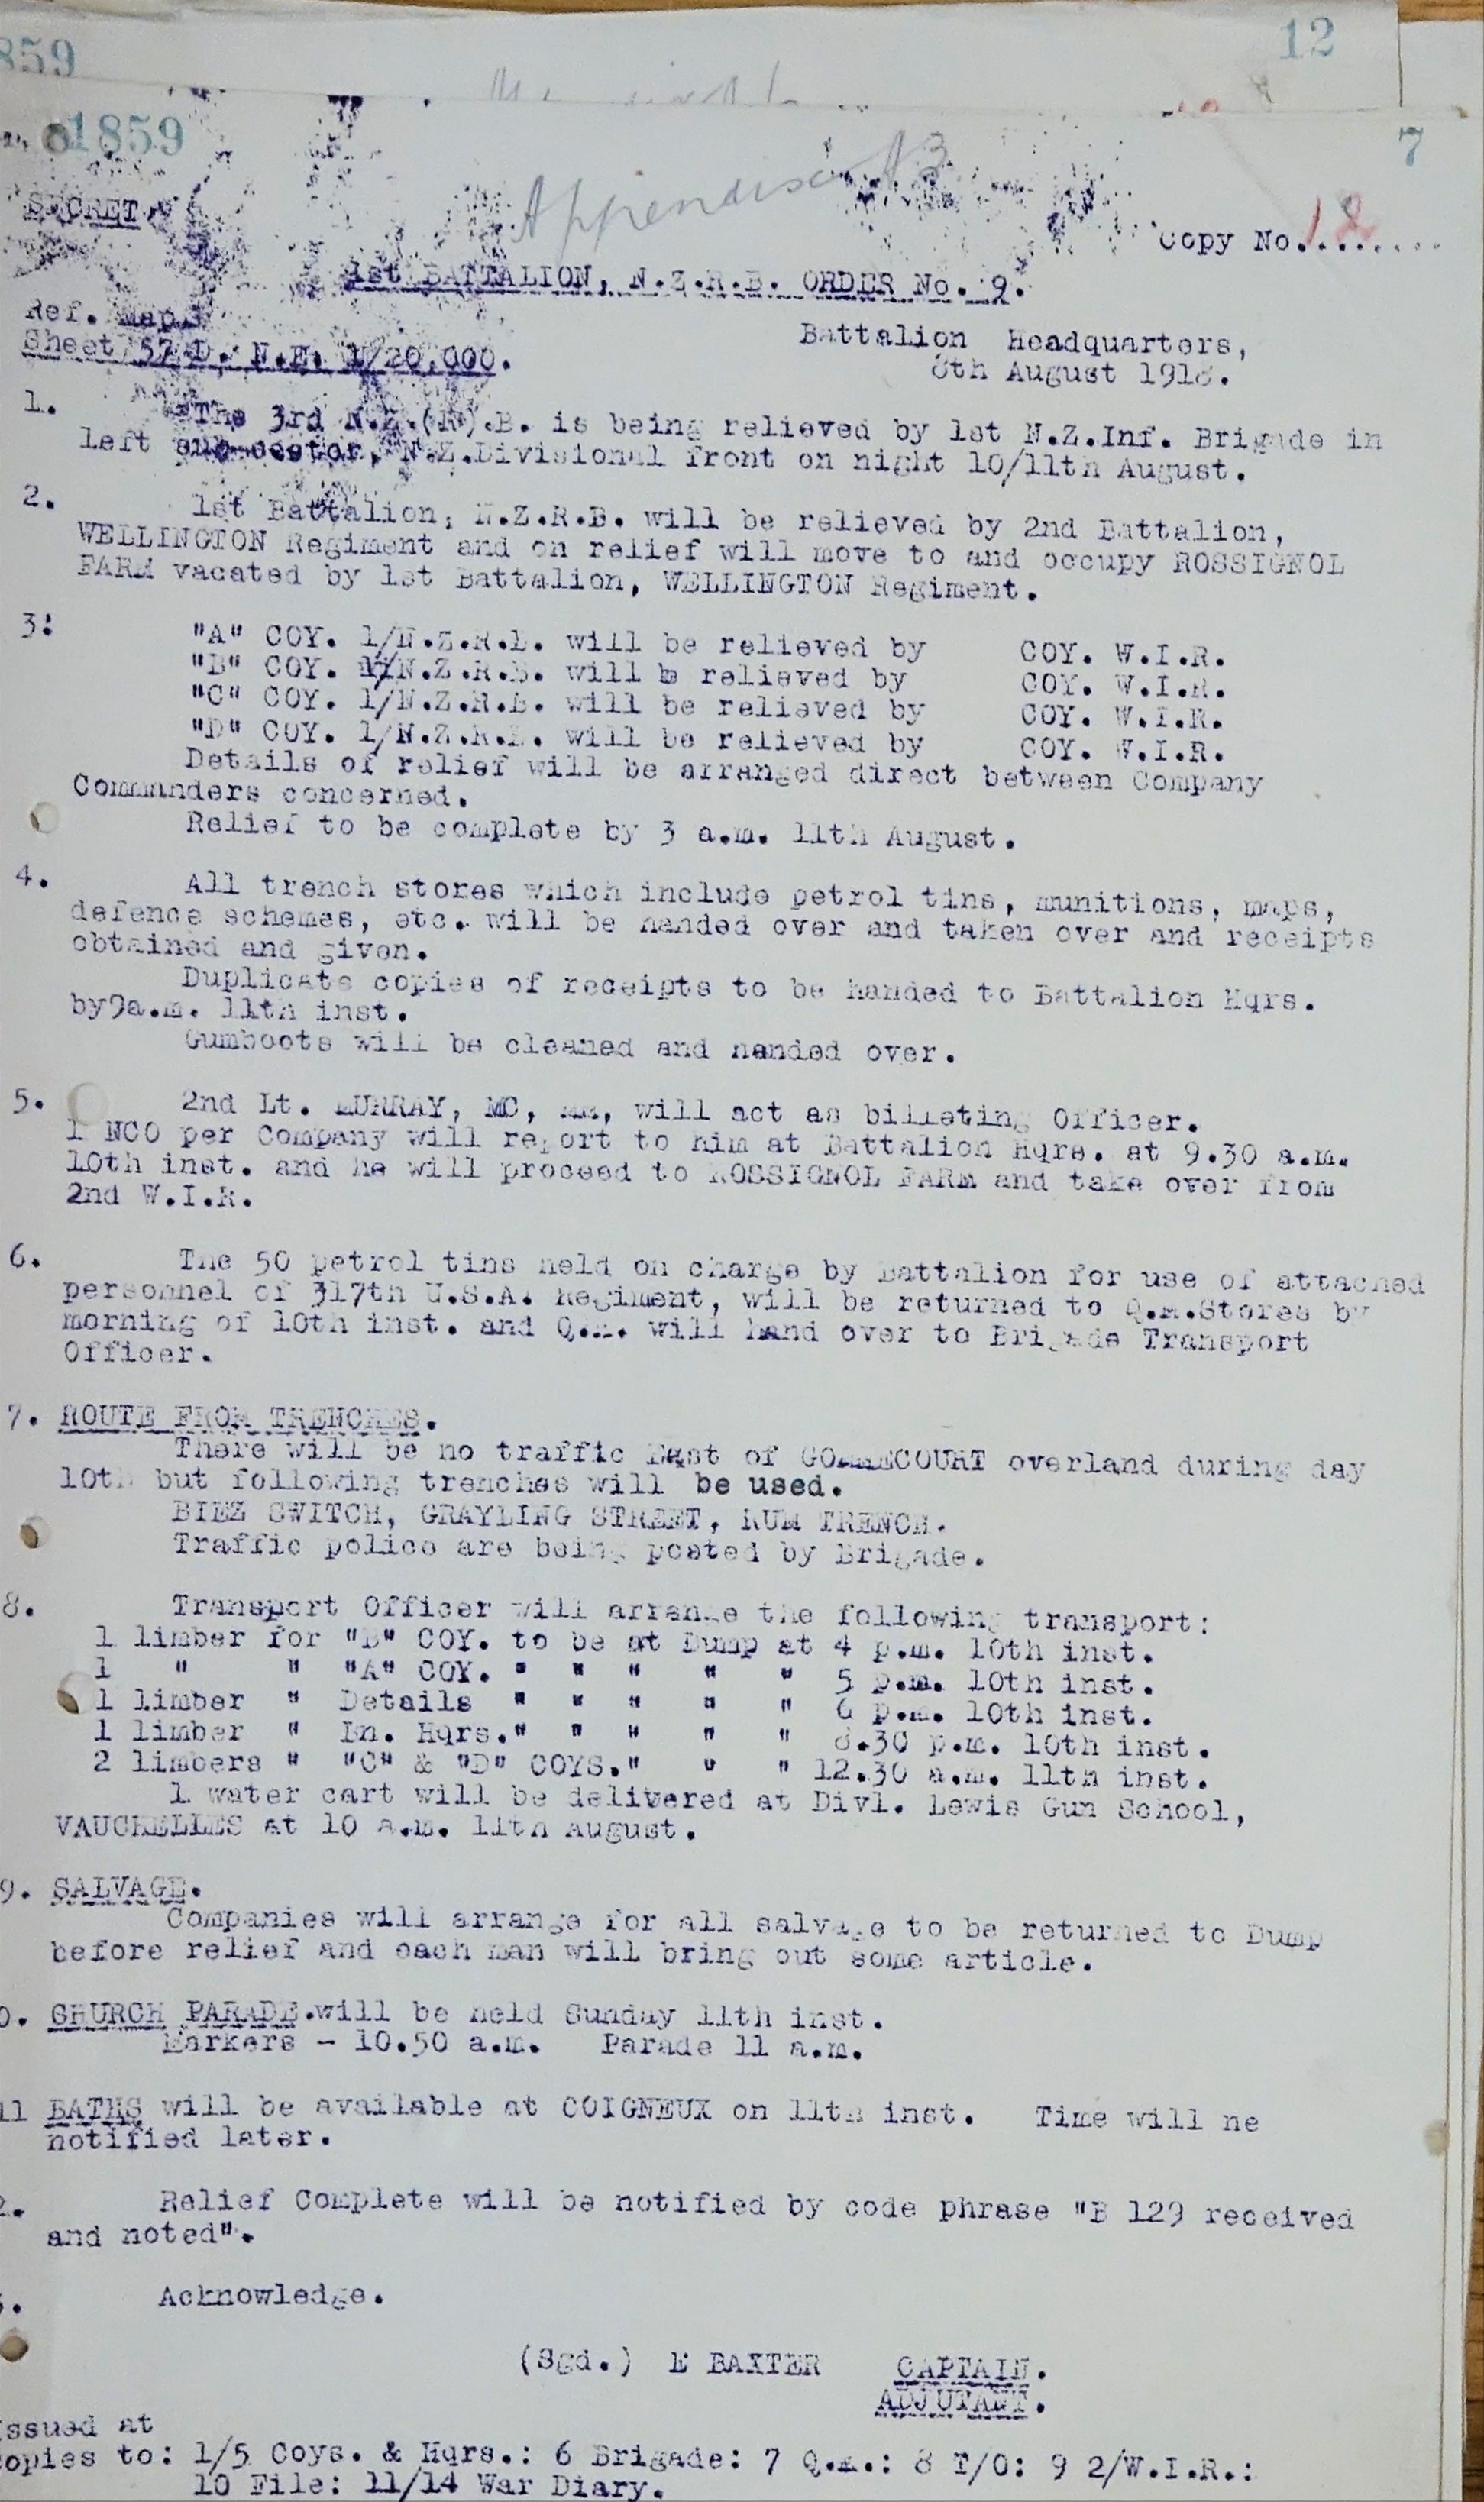 859
12
1859
7
Appendix A3
SECRET
Copy No. 12........
1st BATTALION, N.Z.R.B. ORDER No. 9.
Ref. Map
Sheet 57 D. N.E. 1/20,000.
Battalion Headquarters,
8th August 1918.
1. The 3rd N.Z.(R).B. is being relieved by 1st N.Z.Inf. Brigade in
left sub-sector, N.Z.Divisional front on night 10/11th August.
2. 1st Battalion, N.Z.R.B. will be relieved by 2nd Battalion,
WELLINGTON Regiment and on relief will move to and occupy ROSSIGNOL
FARM vacated by 1st Battalion, WELLINGTON Regiment.
3: "A" COY. 1/N.Z.R.B. will be relieved by COY. W.I.R.
"B" COY. 1/N.Z.R.B. will b relieved by COY. W.I.R.
"C" COY. 1/N.Z.R.B. will be relieved by COY. W.I.R.
"D" COY. 1/N.Z.R.B. will be relieved by COY. W.I.R.
Details of relief will be arranged direct between Company
Commanders concerned.
Relief to be complete by 3 a.m. 11th August.
4. All trench stores which include petrol tins, munitions, maps,
defence schemes, etc. will be handed over and taken over and receipts
obtained and given.
Duplicate copies of receipts to be handed to Battalion Hqrs.
by9a.m. 11th inst.
Gumboots will be cleaned and handed over.
5. 2nd Lt. MURRAY, MC, MM, will act as billeting Officer.
1 NCO per Company will report to him at Battalion Hqrs. at 9.30 a.m.
10th inst. and he will proceed to ROSSIGNOL FARM and take over from
2nd W.I.R.
6. The 50 petrol tins held on charge by Battalion for use of attached
personnel of 317th U.S.A. Regiment, will be returned to Q.M.Stores by
morning of 10th inst. and Q.M. will hand over to Brigade Transport
Officer.
7. ROUTE FROM TRENCHES.
There will be no traffic East of GOMMECOURT overland during day
10th but following trenches will be used.
BIEZ SWITCH, GRAYLING STREET, RUM TRENCH.
Traffic police are being posted by Brigade.
8. Transport Officer will arrange the following transport:
1 limber for "B" COY. to be at Dump at 4 p.m. 10th inst.
1 " " "A" COY. " " " " " 5 p.m. 10th inst.
1 limber " Details " " " " " 6 p.m. 10th inst.
1 limber " Bn. Hqrs." " " " " 8.30 p.m. 10th inst.
2 limbers " "C" & "D" COYS." " " 12.30 a.m. 11th inst.
1 water cart will be delivered at Divl. Lewis Gun School,
VAUCHELLES at 10 a.m. 11th August.
9. SALVAGE.
Companies will arrange for all salvage to be returned to Dump
before relief and each man will bring out some article.
0. CHURCH PARADE.will be held Sunday 11th inst.
Markers - 10.50 a.m. Parade 11 a.m.
11 BATHS will be available at COIGNEUX on 11th inst. Time will ne
notified later.
2. Relief Complete will be notified by code phrase "B 129 received
and noted".
3. Acknowledge.
(Sgd.) E BAXTER CAPTAIN.
ADJUTANT.
Issued at
opies to: 1/5 Coys. & Hqrs.: 6 Brigade: 7 Q.M.: 8 T/O: 9 2/W.I.R.:
10 File: 11/14 War Diary.